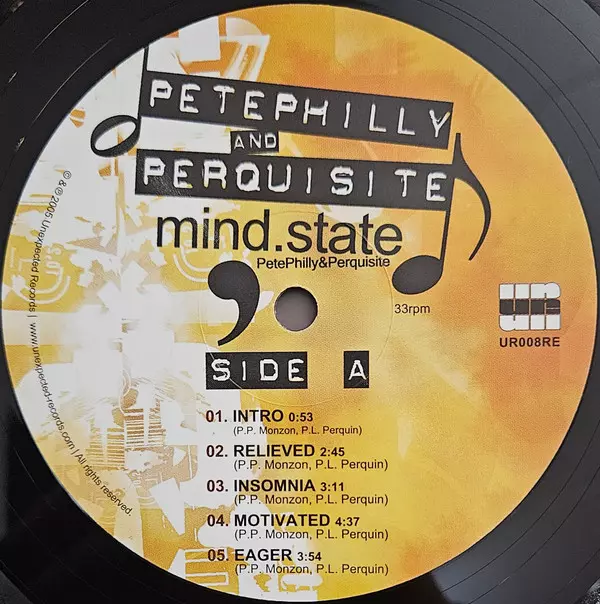 PETEPHILLY
AND
PERQUISITE
mind.state
PetePhilly&Perquisite
33rpm
UR008RE
SIDE A
01. INTRO 0:53
(P.P. Monzon, P.L. Perquin)
02. RELIEVED 2:45
(P.P. Monzon, P.L. Perquin)
03. INSOMNIA 3:11
(P.P. Monzon, P.L. Perquin)
04. MOTIVATED 4:37
(P.P. Monzon, P.L. Perquin)
05. EAGER 3:54
(P.P. Monzon, P.L. Perquin)
© & ℗ 2005 Unexpected Records | www.unexpected-records.com | All rights reserved.